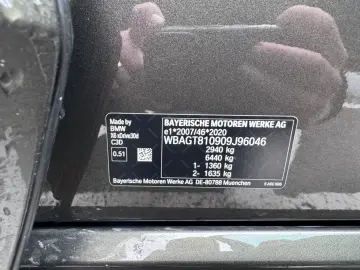 Made by
BMW
X6 xDrive30d
C3D
0.51
BAYERISCHE MOTOREN WERKE AG
e1*2007/46*2020
WBAGT810909J96046
2940 kg
6440 kg
1- 1360 kg
2- 1635 kg
Bayerische Motoren Werke AG DE-80788 Muenchen